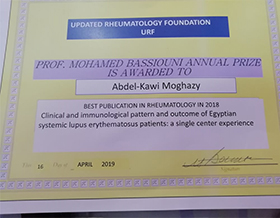 UPDATED RHEUMATOLOGY FOUNDATION
URF
PROF. MOHAMED BASSIOUNI ANNUAL PRIZE
IS AWARDED TO
Abdel-Kawi Moghazy
BEST PUBLICATION IN RHEUMATOLOGY IN 2018
Clinical and immunological pattern and outcome of Egyptian
systemic lupus erythematosus patients: a single center experience
16 APRIL 2019